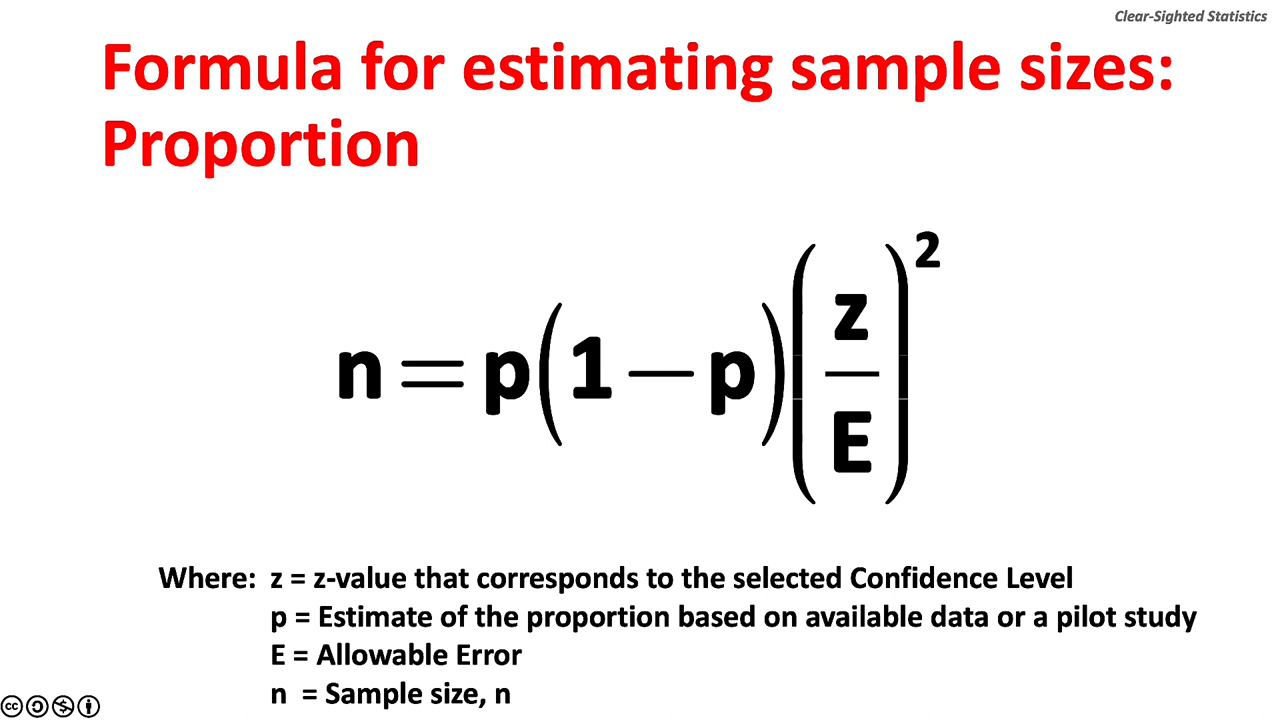 Clear-Sighted Statistics
Formula for estimating sample sizes:
Proportion
n = p(1 − p)(z/E)²
Where: z = z-value that corresponds to the selected Confidence Level
p = Estimate of the proportion based on available data or a pilot study
E = Allowable Error
n = Sample size, n
cc